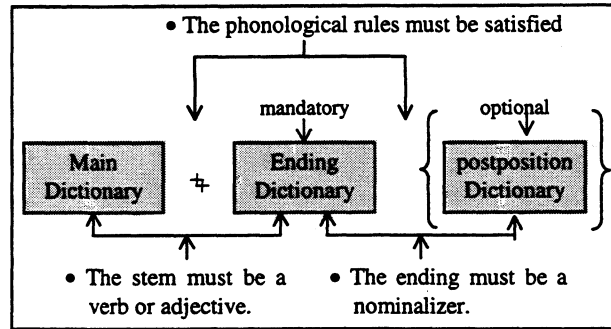 • The phonological rules must be satisfied
mandatory
optional
Main
Dictionary
+
Ending
Dictionary
postposition
Dictionary
• The stem must be a
verb or adjective.
• The ending must be a
nominalizer.